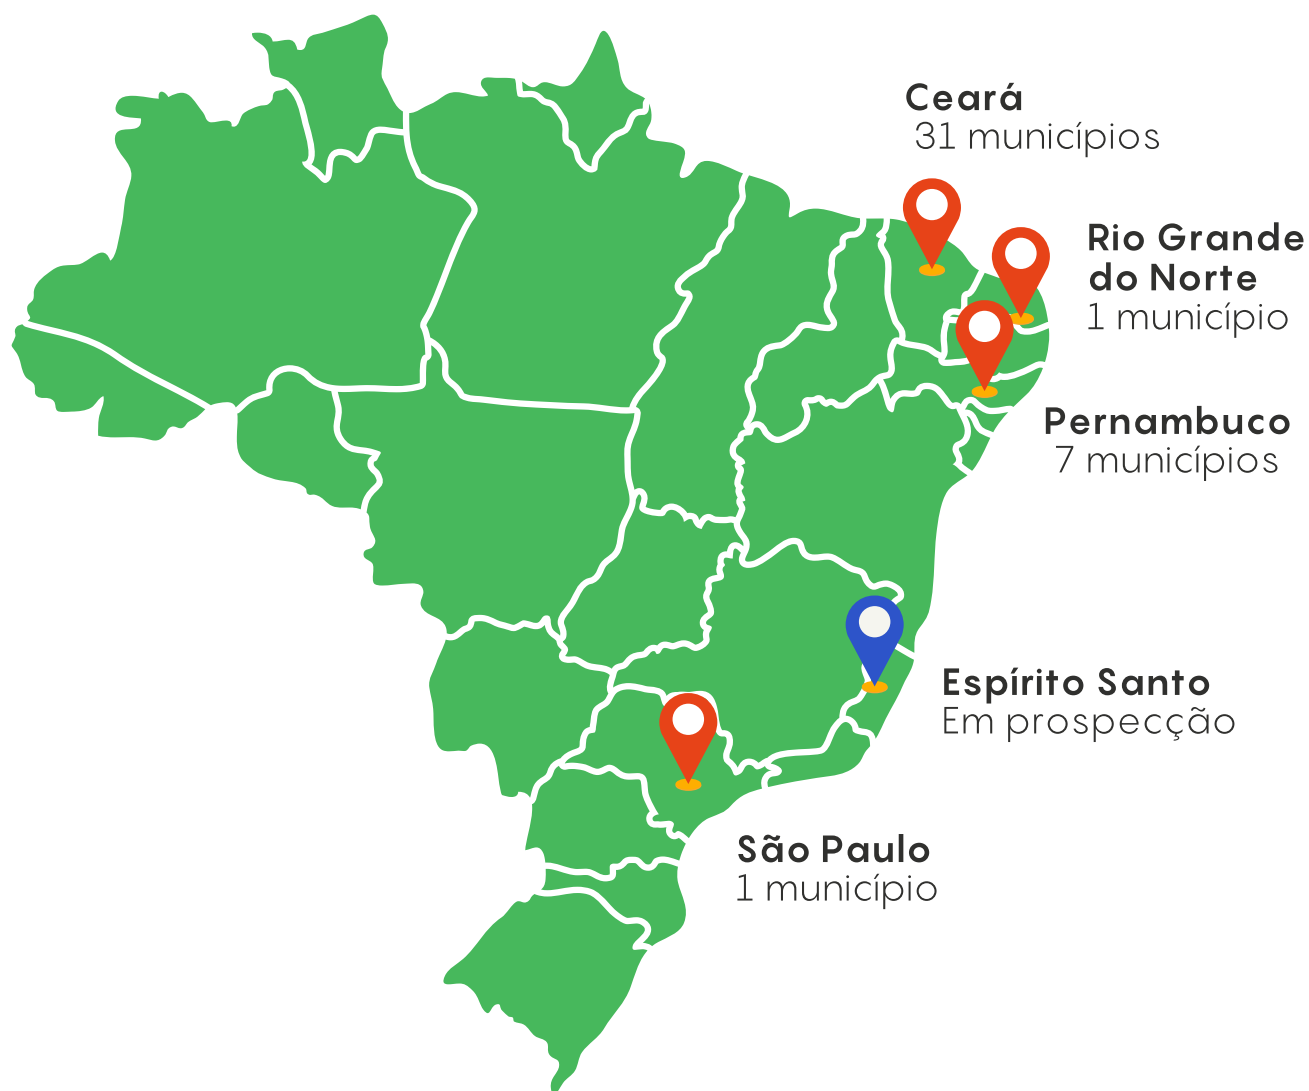 Ceará
31 municípios
Rio Grande
do Norte
1 município
Pernambuco
7 municípios
Espírito Santo
Em prospecção
São Paulo
1 município